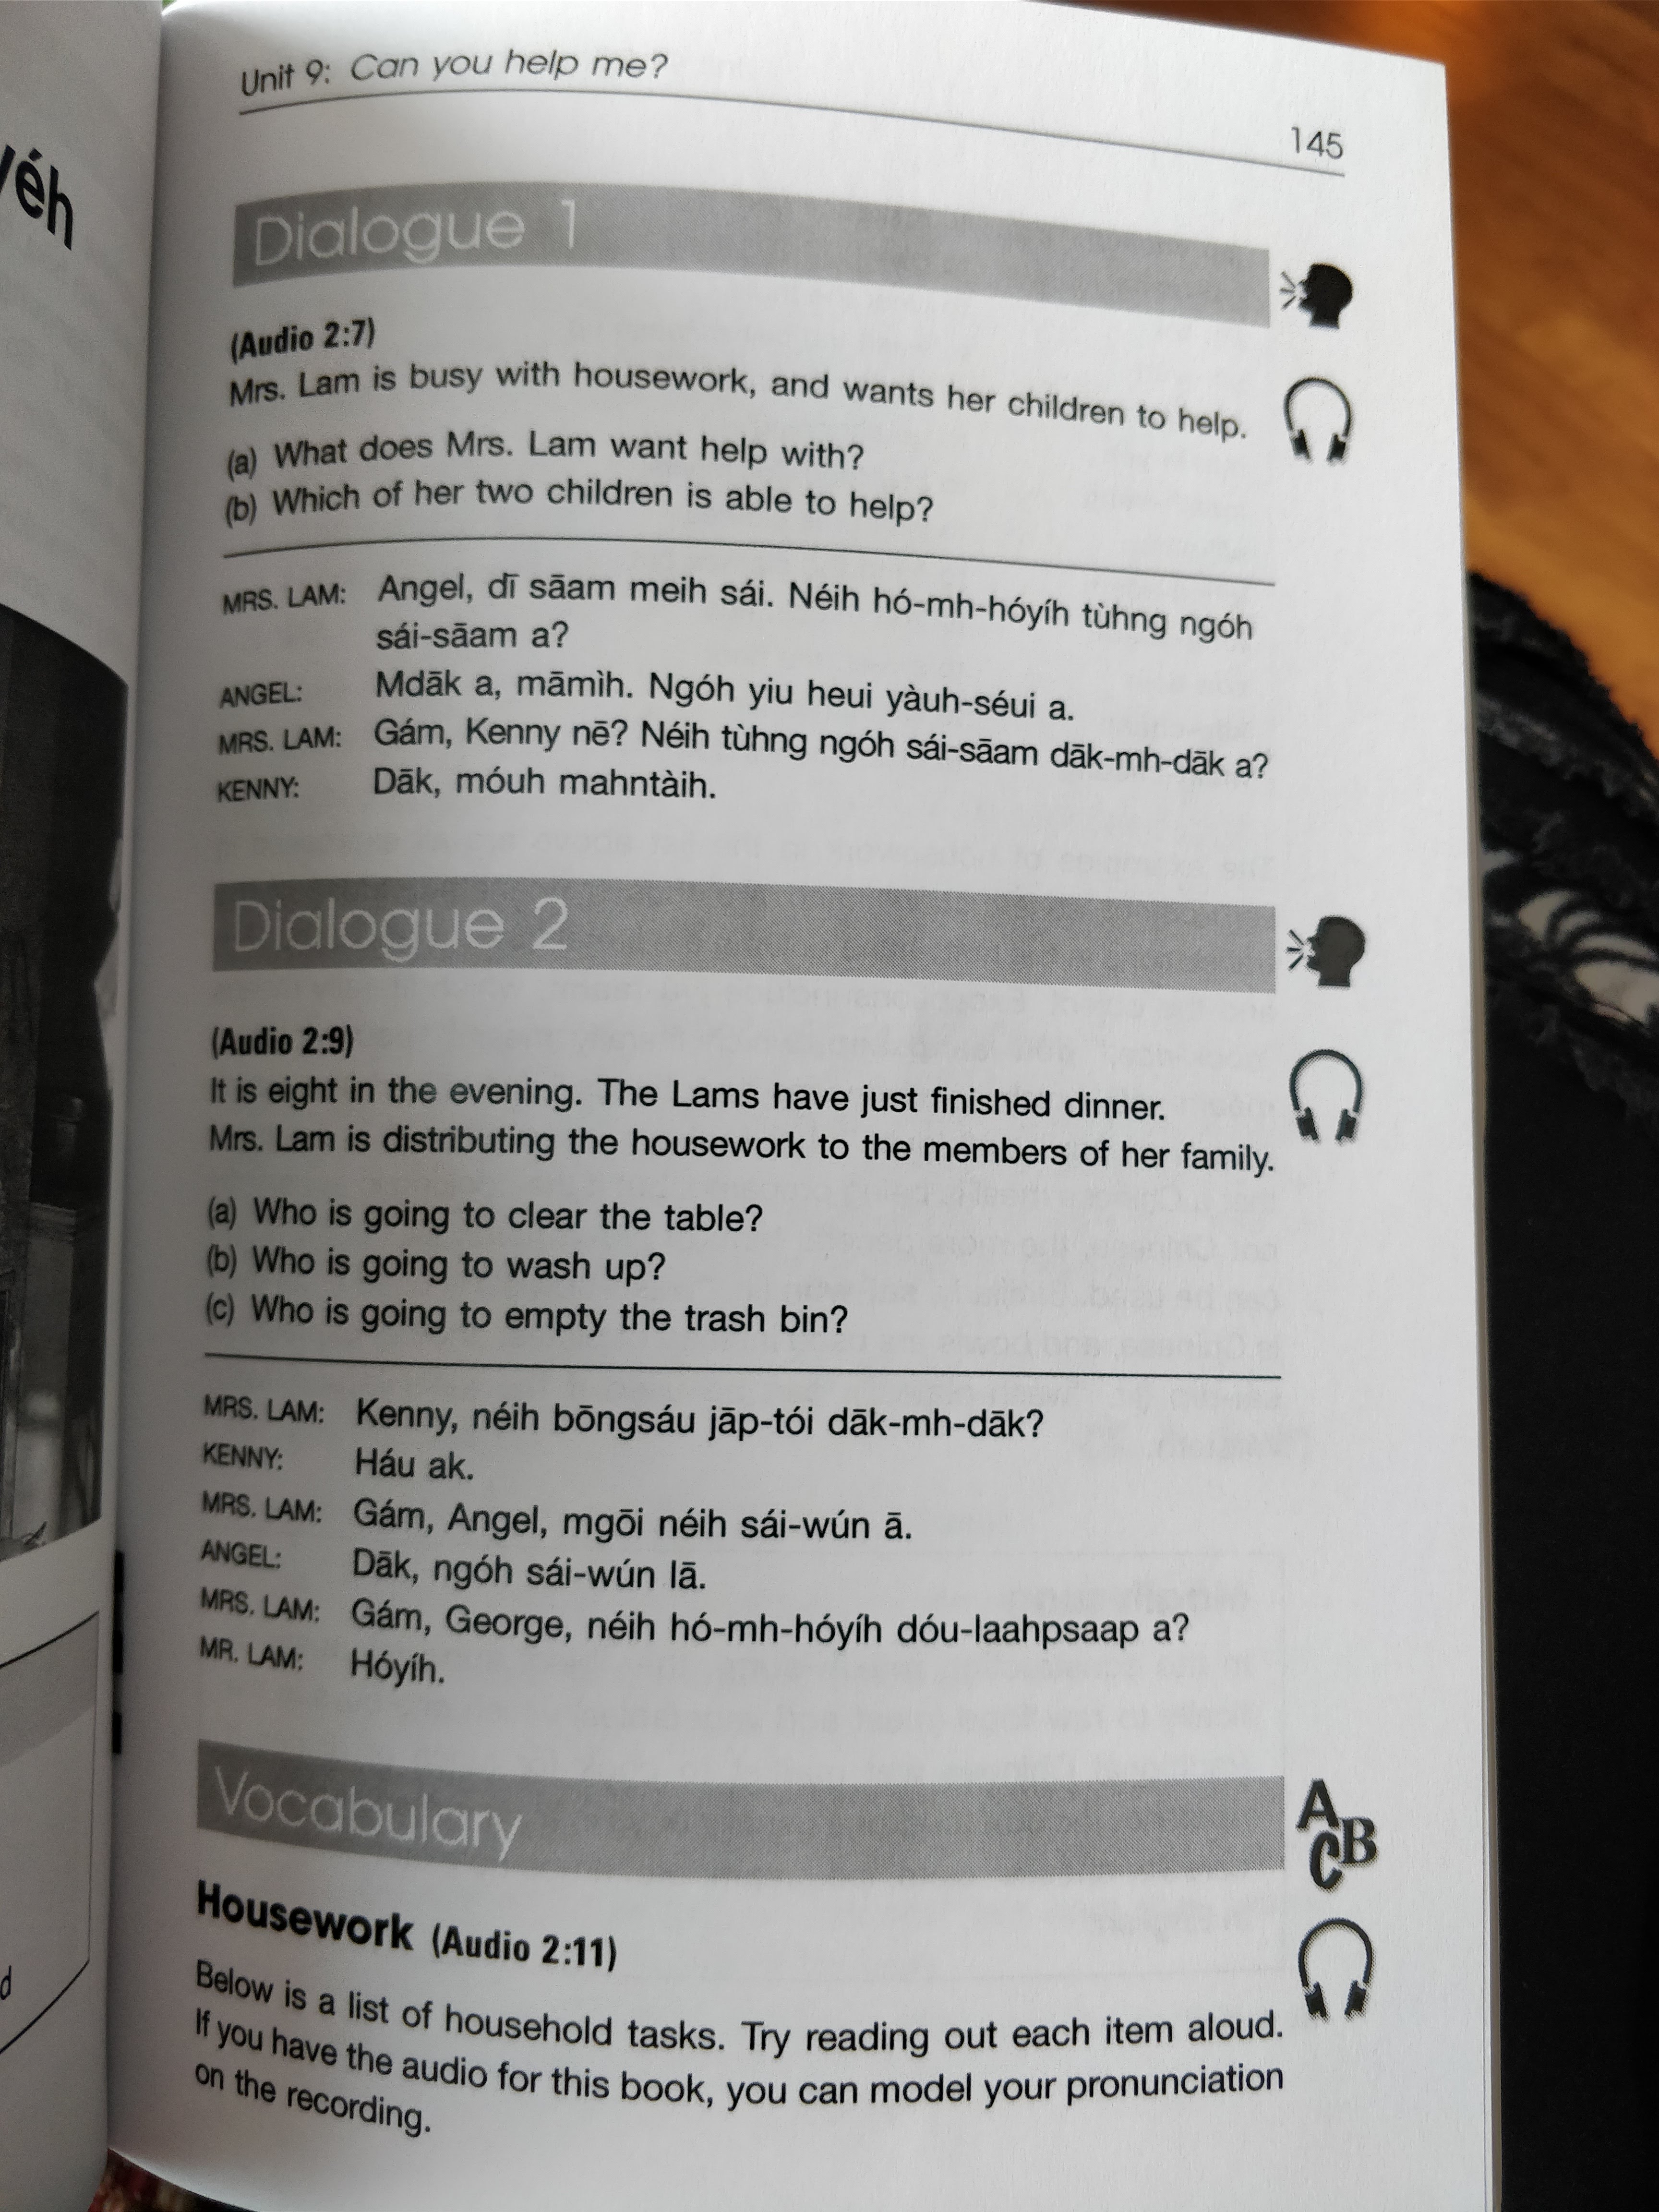 Unit 9: Can you help me?
145
Dialogue 1
(Audio 2:7)
Mrs. Lam is busy with housework, and wants her children to help.
(a) What does Mrs. Lam want help with?
(b) Which of her two children is able to help?
MRS. LAM: Angel, dī sāam meih sái. Néih hó-mh-hóyíh tùhng ngóh
sái-sāam a?
ANGEL: Mdāk a, māmìh. Ngóh yiu heui yàuh-séui a.
MRS. LAM: Gám, Kenny nē? Néih tùhng ngóh sái-sāam dāk-mh-dāk a?
KENNY: Dāk, móuh mahntàih.
Dialogue 2
(Audio 2:9)
It is eight in the evening. The Lams have just finished dinner.
Mrs. Lam is distributing the housework to the members of her family.
(a) Who is going to clear the table?
(b) Who is going to wash up?
(c) Who is going to empty the trash bin?
MRS. LAM: Kenny, néih bōngsáu jāp-tói dāk-mh-dāk?
KENNY: Háu ak.
MRS. LAM: Gám, Angel, mgōi néih sái-wún ā.
ANGEL: Dāk, ngóh sái-wún lā.
MRS. LAM: Gám, George, néih hó-mh-hóyíh dóu-laahpsaap a?
MR. LAM: Hóyíh.
Vocabulary
A
B
C
Housework (Audio 2:11)
Below is a list of household tasks. Try reading out each item aloud.
If you have the audio for this book, you can model your pronunciation
on the recording.